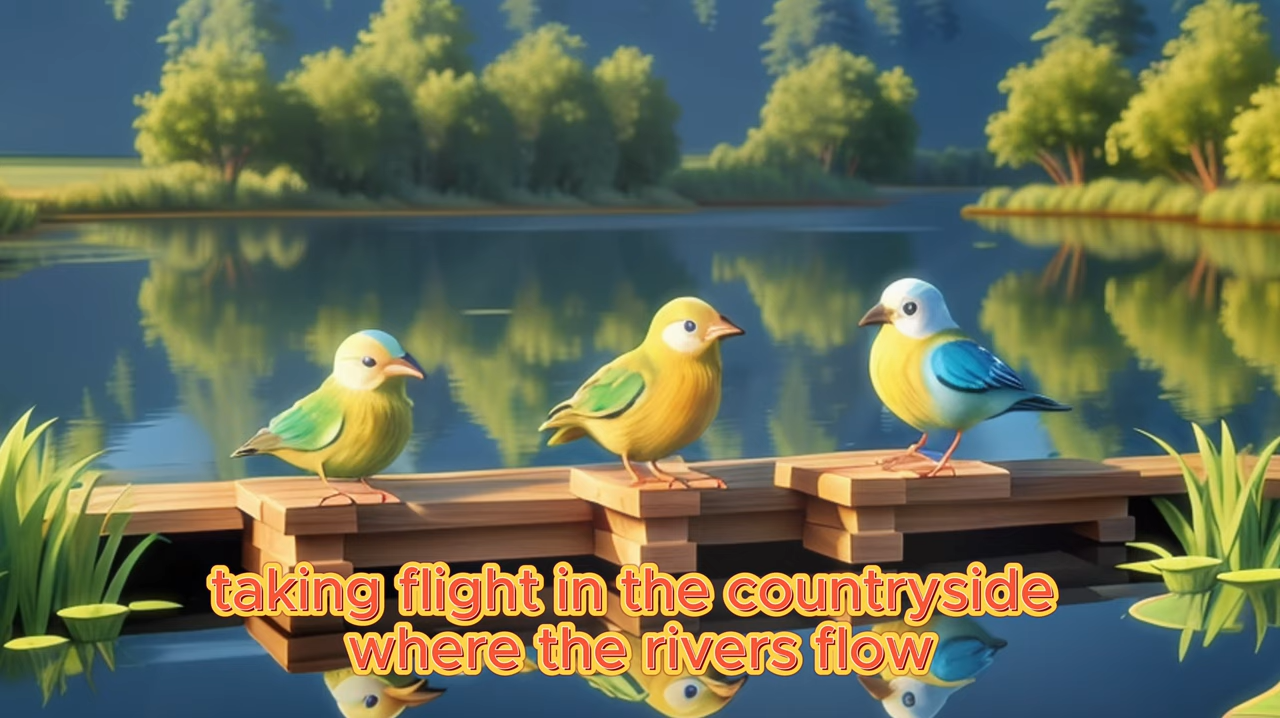 taking flight in the countryside
where the rivers flow